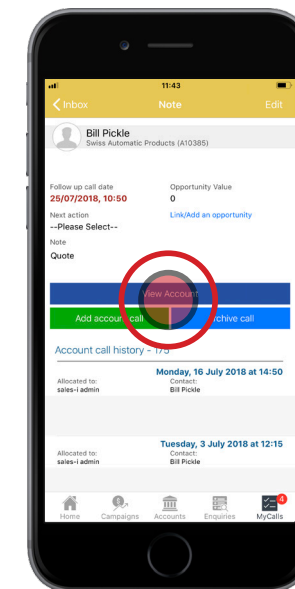 11:43
Inbox Note Edit
Bill Pickle
Swiss Automatic Products (A10385)
Follow up call date Opportunity Value
25/07/2018, 10:50 0
Next action Link/Add an opportunity
--Please Select--
Note
Quote
View Account
Add account call Archive call
Account call history - 175
Monday, 16 July 2018 at 14:50
Allocated to: Contact:
sales-i admin Bill Pickle
Tuesday, 3 July 2018 at 12:15
Allocated to: Contact:
sales-i admin Bill Pickle
4
Home Campaigns Accounts Enquiries MyCalls